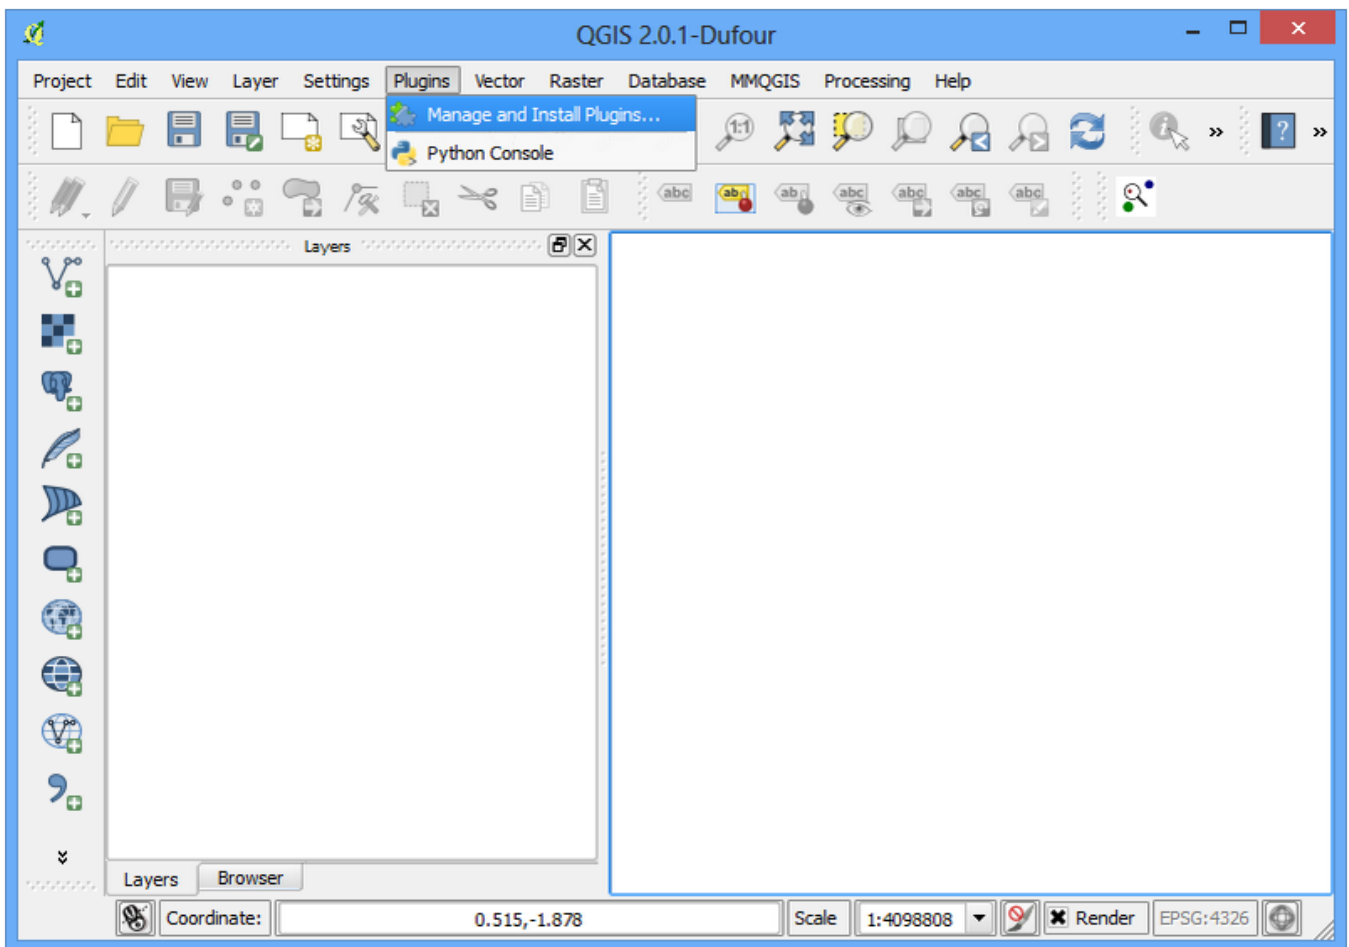 QGIS 2.0.1-Dufour
Project Edit View Layer Settings Plugins Vector Raster Database MMQGIS Processing Help
Manage and Install Plugins...
Python Console
1:1
abc ab ab abc abc abc abc
Layers
Layers Browser
Coordinate: 0.515,-1.878 Scale 1:4098808 Render EPSG:4326